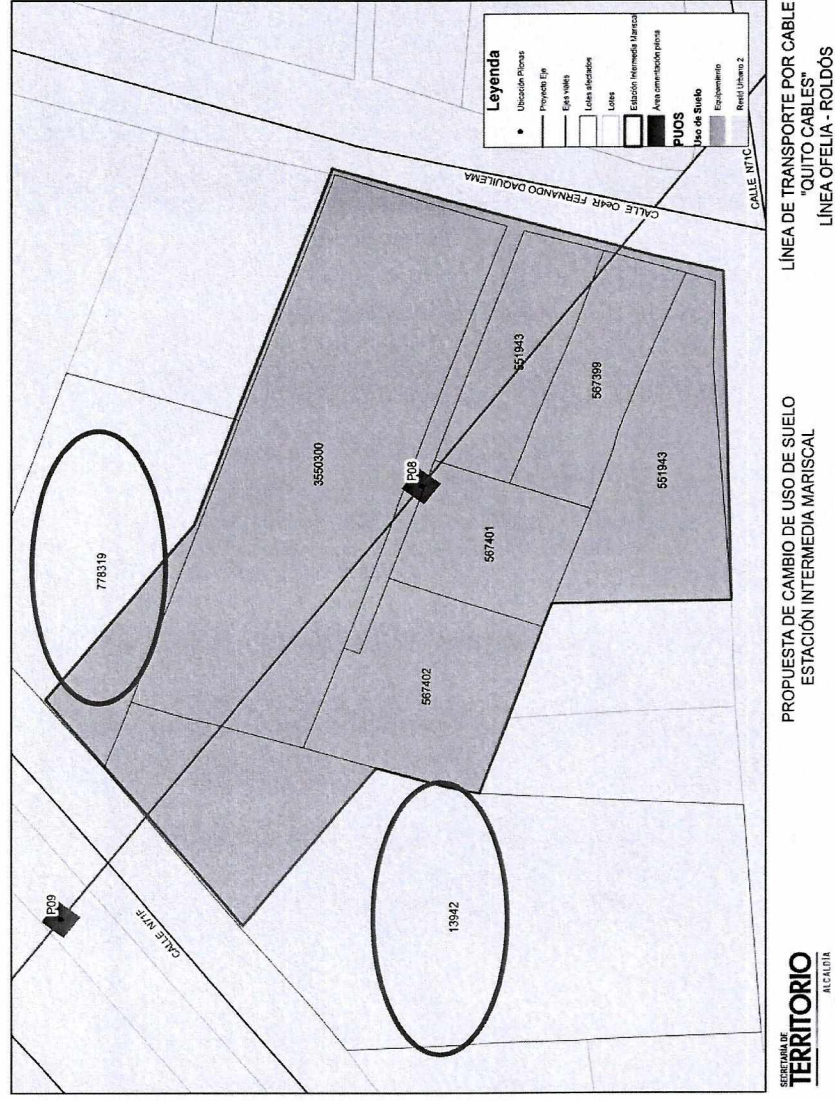 778319
3550300
P08
551943
567399
551943
567401
567402
P09
CALLE N71F
13942
CALLE Oe4R FERNANDO DAQUILEMA
CALLE N71C
Leyenda
Ubicación Pilonas
Proyecto Eje
Ejes viales
Lotes afectados
Lotes
Estación Intermedia Mariscal
Área cimentación pilona
PUOS
Uso de Suelo
Equipamiento
Resid Urbano 2
SECRETARÍA DE
TERRITORIO
ALCALDÍA
PROPUESTA DE CAMBIO DE USO DE SUELO
ESTACIÓN INTERMEDIA MARISCAL
LÍNEA DE TRANSPORTE POR CABLE
"QUITO CABLES"
LÍNEA OFELIA - ROLDÓS